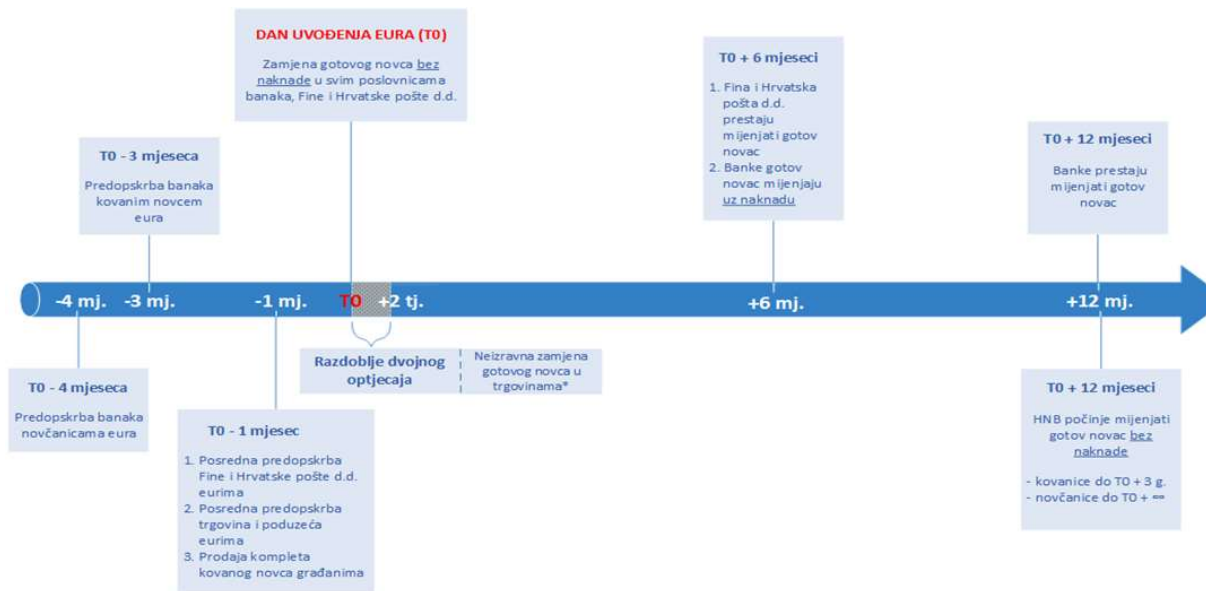 DAN UVOĐENJA EURA (T0)
Zamjena gotovog novca bez
naknade u svim poslovnicama
banaka, Fine i Hrvatske pošte d.d.
T0 + 6 mjeseci
1. Fina i Hrvatska
pošta d.d.
prestaju
mijenjati gotov
novac
2. Banke gotov
novac mijenjaju
uz naknadu
T0 - 3 mjeseca
Predopskrba banaka
kovanim novcem
eura
T0 + 12 mjeseci
Banke prestaju
mijenjati gotov
novac
-4 mj. -3 mj. -1 mj. T0 +2 tj. +6 mj. +12 mj.
T0 - 4 mjeseca
Predopskrba banaka
novčanicama eura
Razdoblje dvojnog
optjecaja
Neizravna zamjena
gotovog novca u
trgovinama*
T0 - 1 mjesec
1. Posredna predopskrba
Fine i Hrvatske pošte d.d.
eurima
2. Posredna predopskrba
trgovina i poduzeća
eurima
3. Prodaja kompleta
kovanog novca građanima
T0 + 12 mjeseci
HNB počinje mijenjati
gotov novac bez
naknade
- kovanice do T0 + 3 g.
- novčanice do T0 + ∞